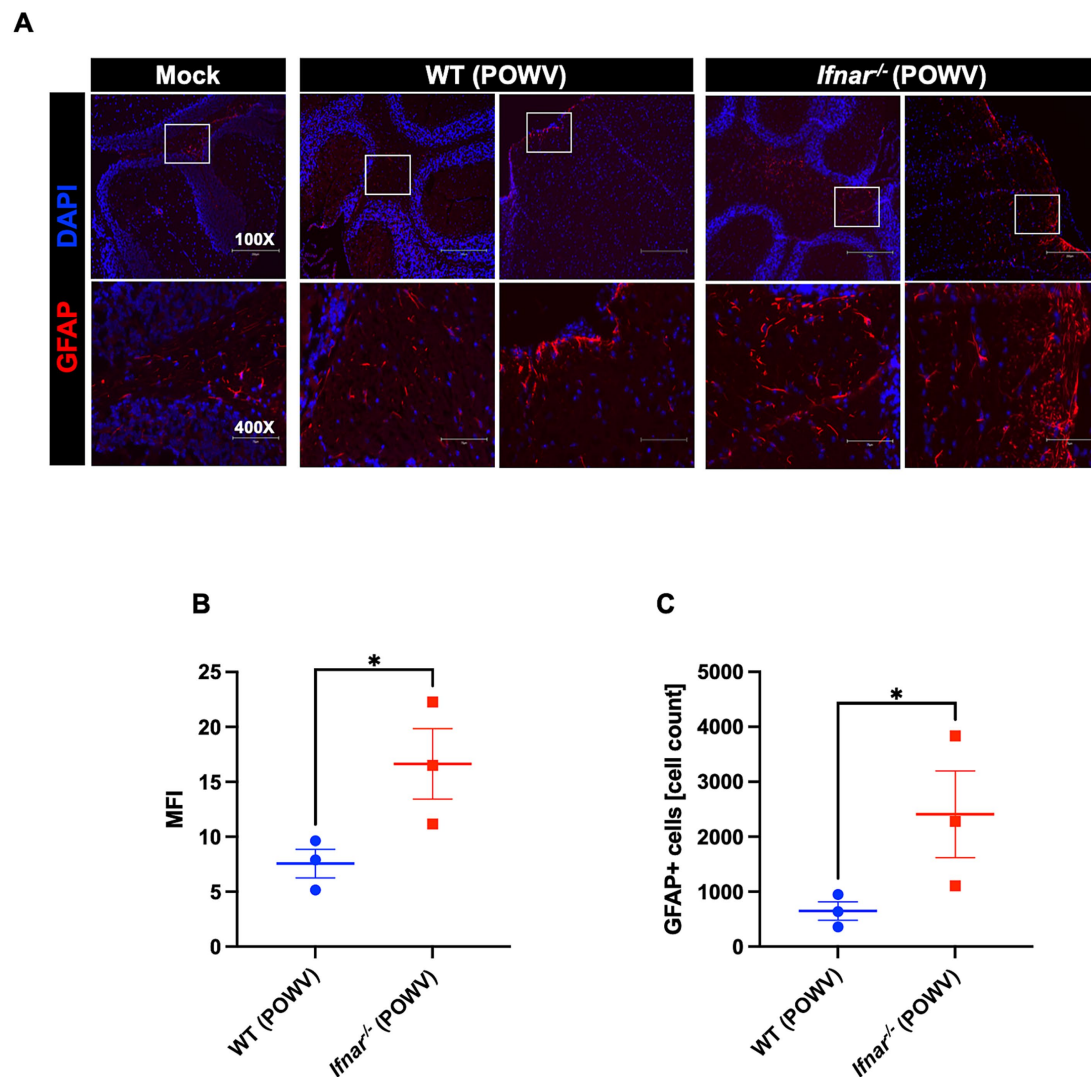 A
Mock
WT (POWV)
Ifnar-/- (POWV)
DAPI
GFAP
100X
400X
B
MFI
25
20
15
10
5
0
*
WT (POWV)
Ifnar-/- (POWV)
C
GFAP+ cells [cell count]
5000
4000
3000
2000
1000
0
*
WT (POWV)
Ifnar-/- (POWV)